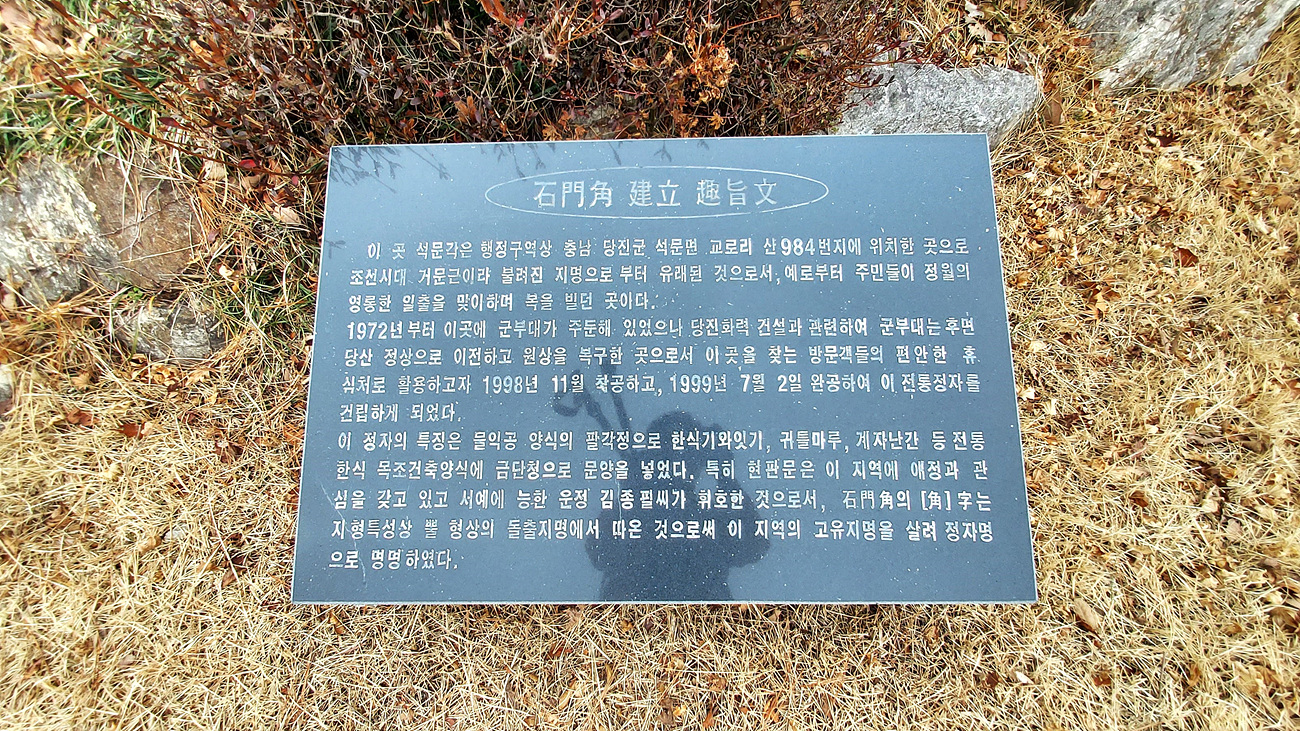 石門角 建立 趣旨文
이 곳 석문각은 행정구역상 충남 당진군 석문면 교로리 산984번지에 위치한 곳으로
조선시대 거문근이라 불려진 지명으로 부터 유래된 것으로서, 예로부터 주민들이 정월의
영롱한 일출을 맞이하며 복을 빌던 곳이다.
1972년 부터 이곳에 군부대가 주둔해 있었으나 당진화력 건설과 관련하여 군부대는 후면
당산 정상으로 이전하고 원상을 복구한 곳으로서 이곳을 찾는 방문객들의 편안한 휴
식처로 활용하고자 1998년 11월 착공하고, 1999년 7월 2일 완공하여 이 전통정자를
건립하게 되었다.
이 정자의 특징은 물익공 양식의 팔각정으로 한식기와잇기, 귀틀마루, 계자난간 등 전통
한식 목조건축양식에 금단청으로 문양을 넣었다. 특히 현판문은 이 지역에 애정과 관
심을 갖고 있고 서예에 능한 운정 김종필씨가 휘호한 것으로서, 石門角의 [角] 字는
지형특성상 뿔 형상의 돌출지명에서 따온 것으로써 이 지역의 고유지명을 살려 정자명
으로 명명하였다.